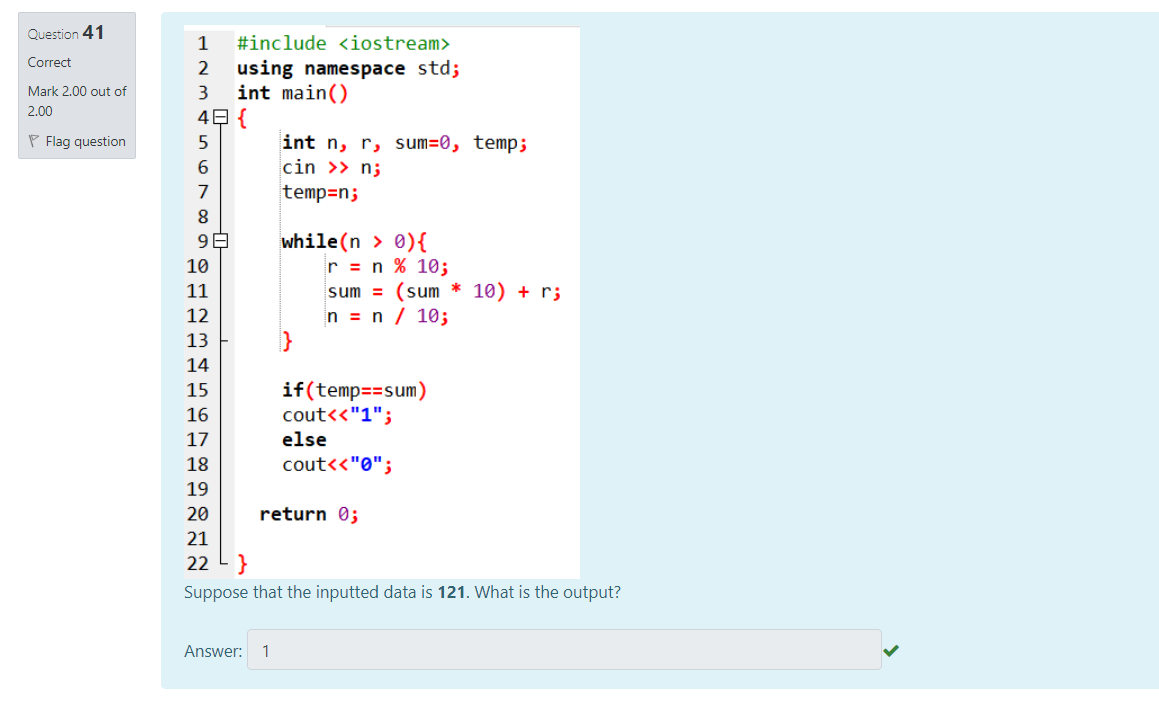 Question 41
Correct
Mark 2.00 out of
2.00
Flag question
1 #include <iostream>
2 using namespace std;
3 int main()
4 {
5 int n, r, sum=0, temp;
6 cin >> n;
7 temp=n;
8
9 while(n > 0){
10 r = n % 10;
11 sum = (sum * 10) + r;
12 n = n / 10;
13 }
14
15 if(temp==sum)
16 cout<<"1";
17 else
18 cout<<"0";
19
20 return 0;
21
22 }
Suppose that the inputted data is 121. What is the output?
Answer: 1